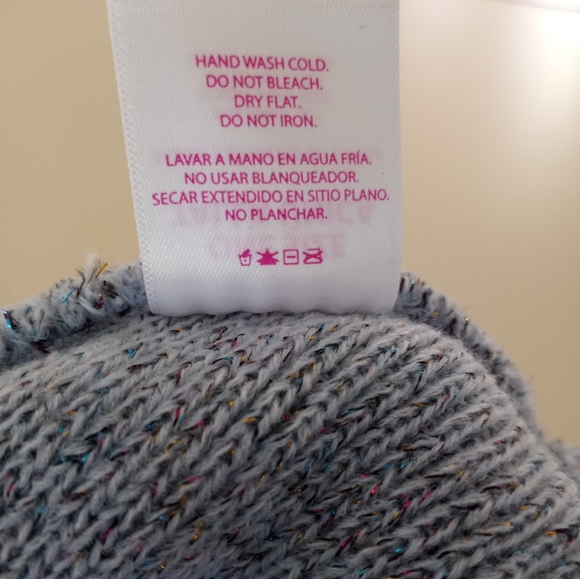 HAND WASH COLD.
DO NOT BLEACH.
DRY FLAT.
DO NOT IRON.
LAVAR A MANO EN AGUA FRÍA.
NO USAR BLANQUEADOR.
SECAR EXTENDIDO EN SITIO PLANO.
NO PLANCHAR.